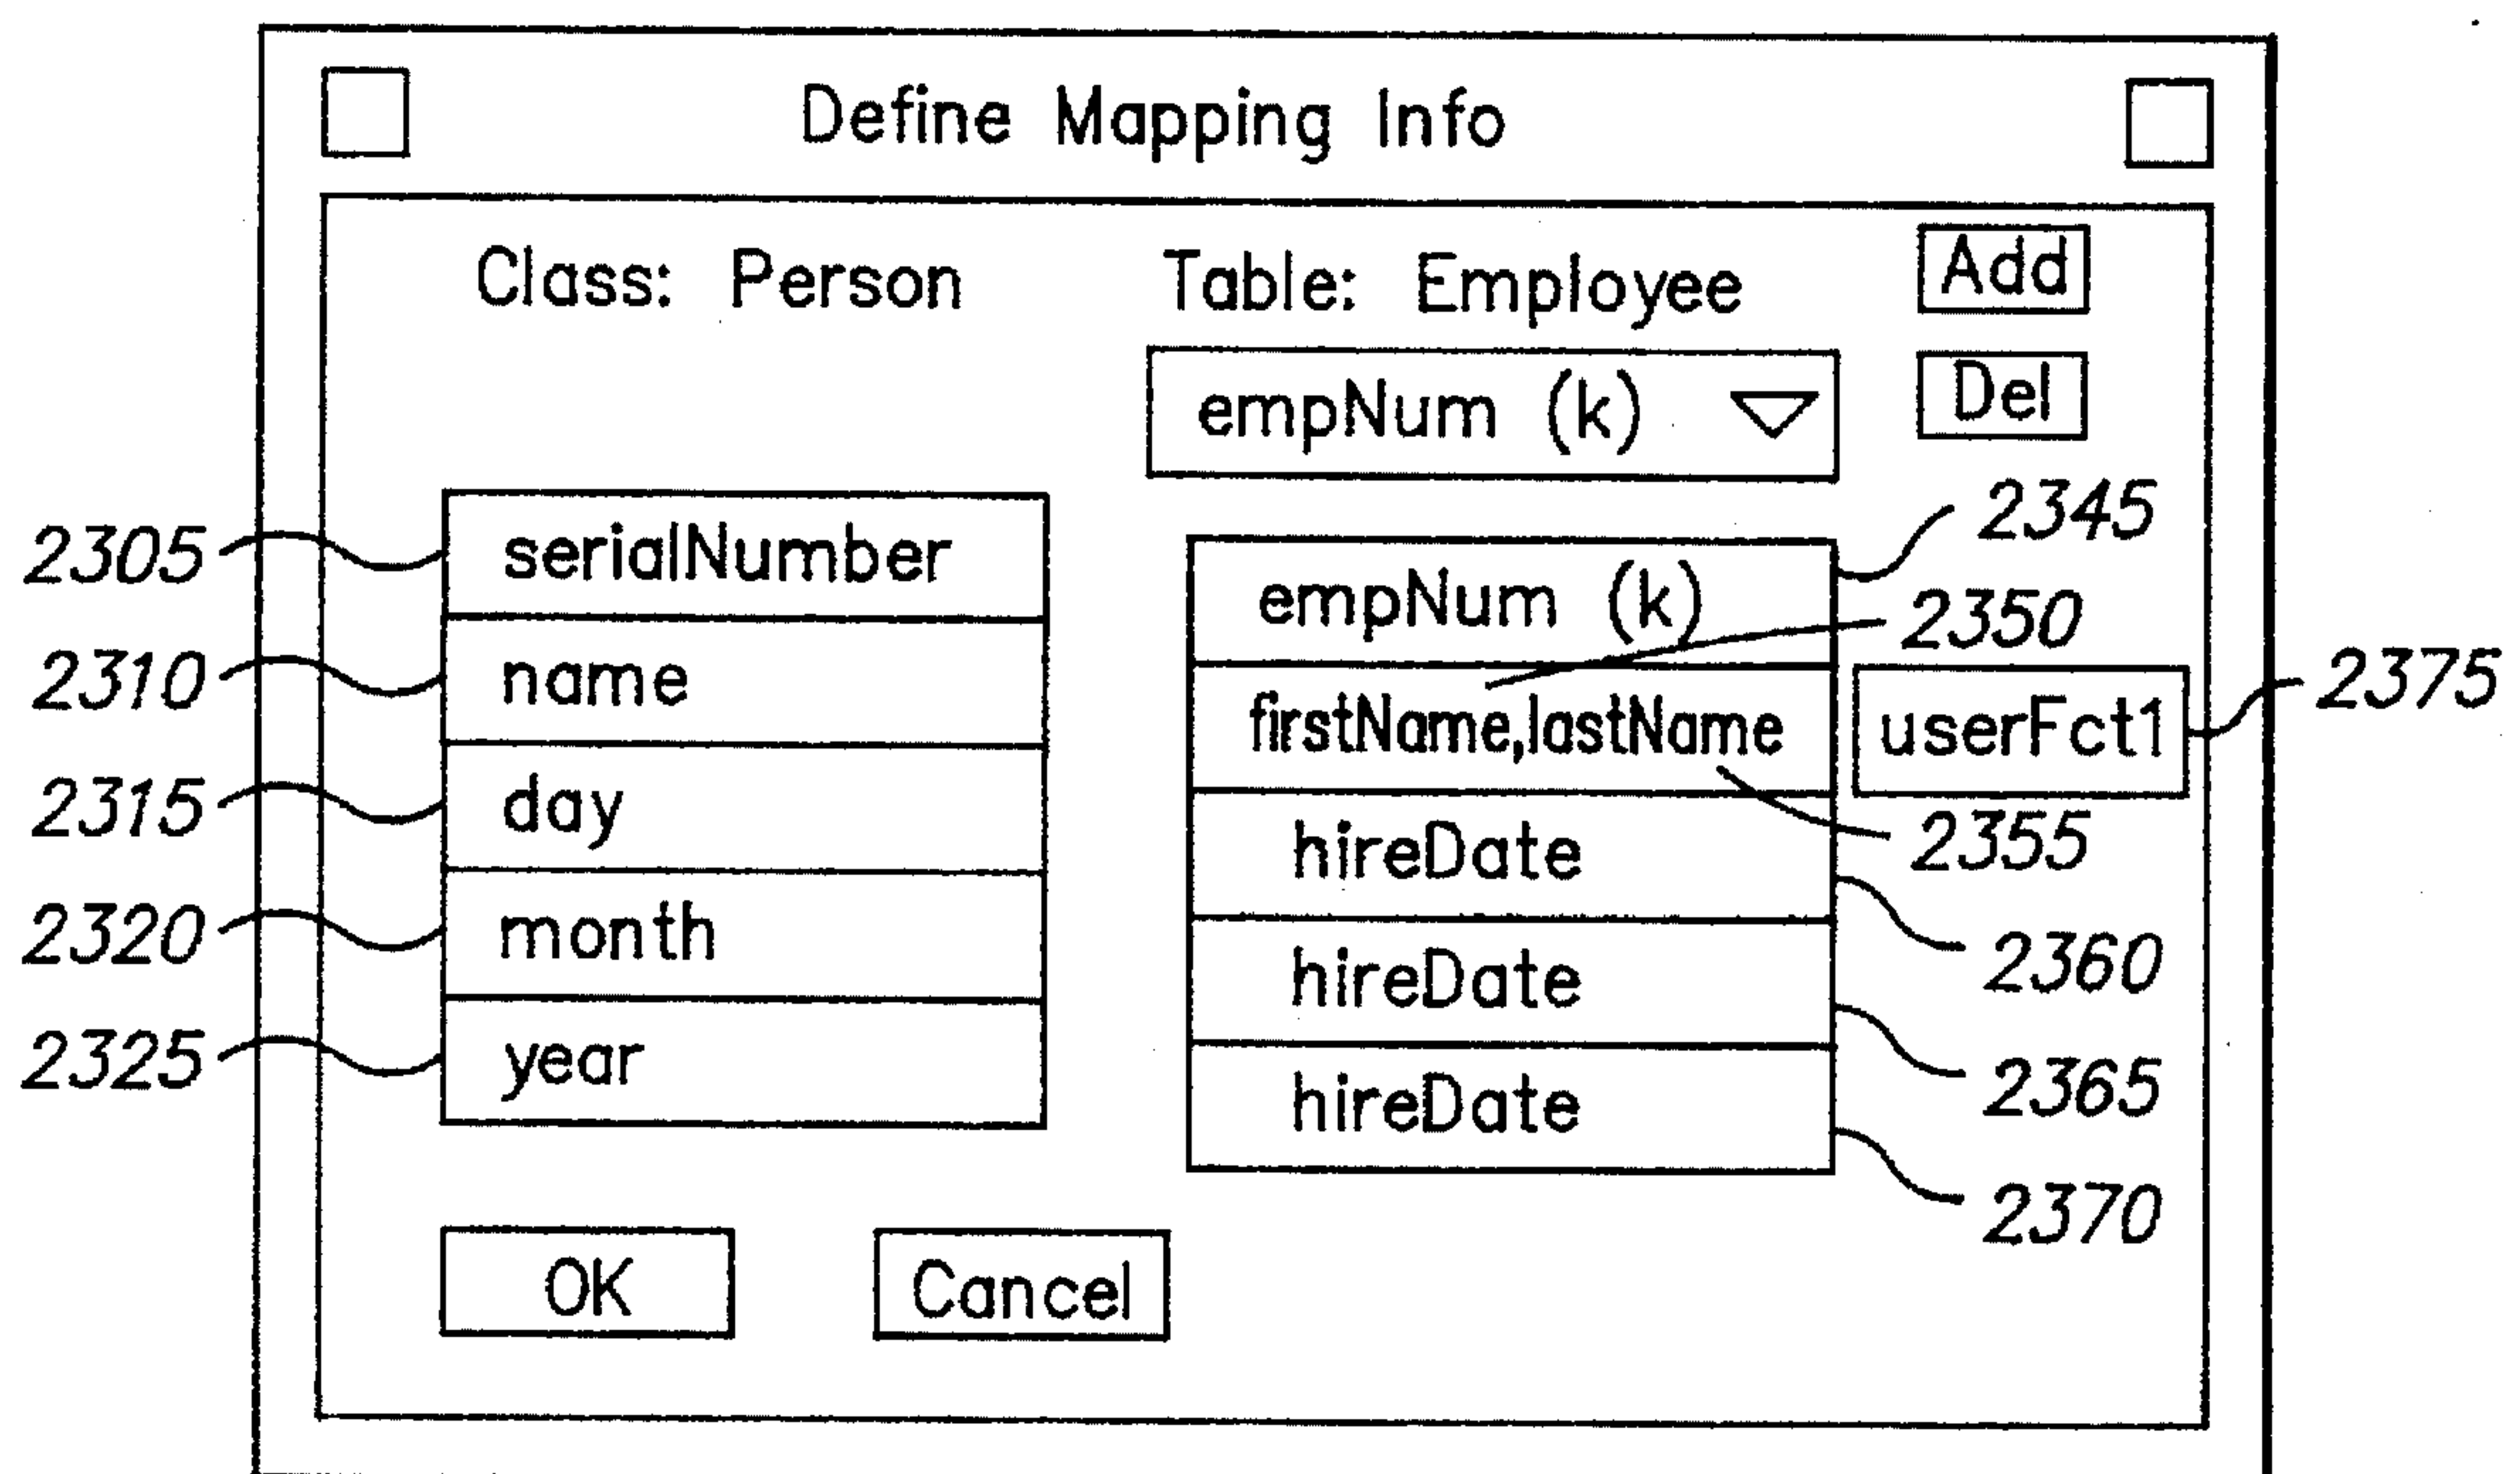 Define Mapping Info
Class: Person Table: Employee Add
empNum (k) Del
2305 serialNumber
2310 name
2315 day
2320 month
2325 year
empNum (k) 2345
2350
firstName,lastName userFct1 2375
2355
hireDate 2360
hireDate 2365
hireDate 2370
OK Cancel